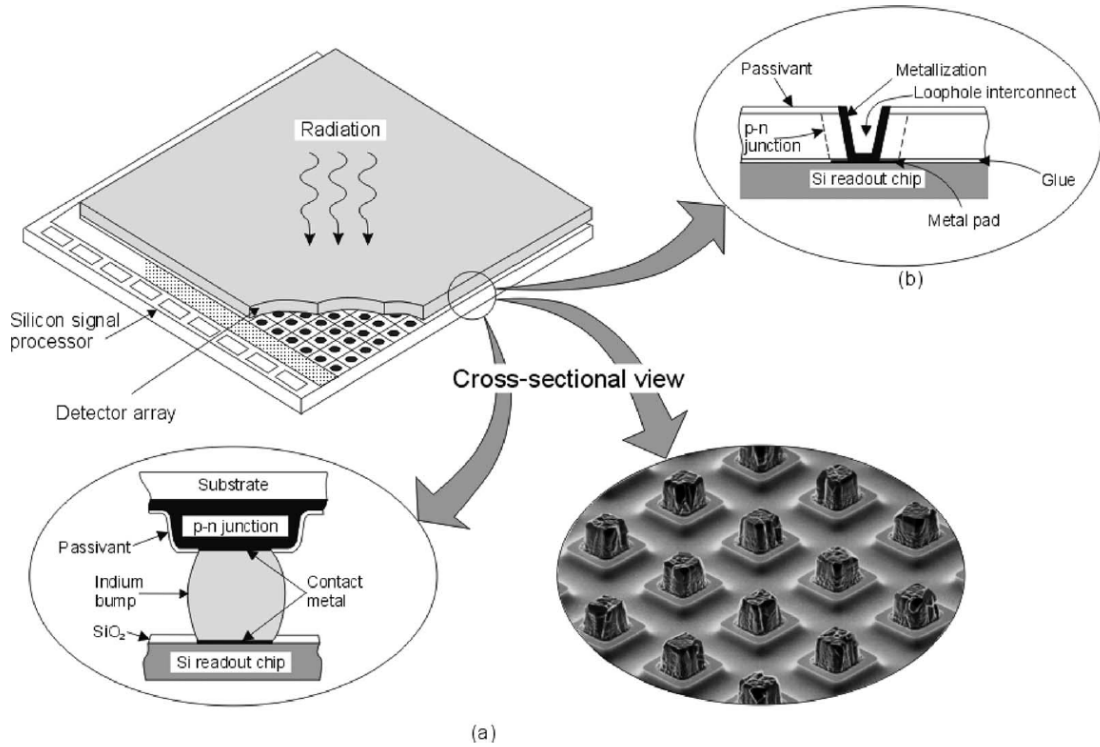 Radiation
Silicon signal
processor
Detector array
Cross-sectional view
Passivant
Metallization
Loophole interconnect
p-n
junction
Si readout chip
Glue
Metal pad
(b)
Substrate
p-n junction
Passivant
Indium
bump
Contact
metal
SiO₂
Si readout chip
(a)